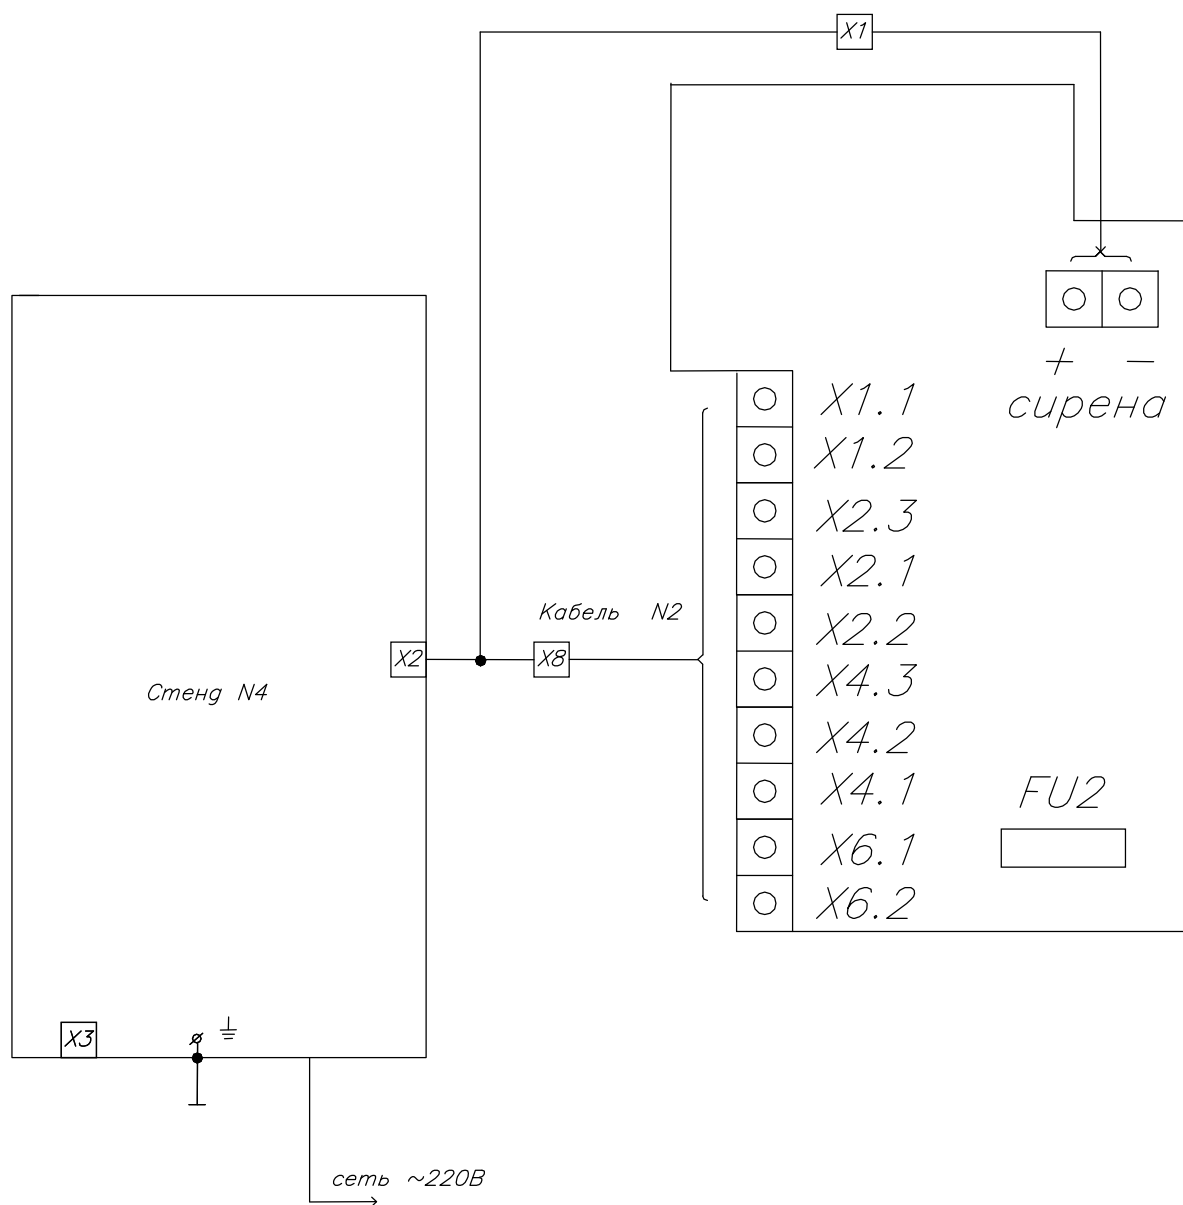 X1
+ -
сирена
X1.1
X1.2
X2.3
X2.1
X2.2
X4.3
X4.2
X4.1
X6.1
X6.2
Кабель N2
X2
X8
Стенд N4
FU2
X3
сеть ~220В